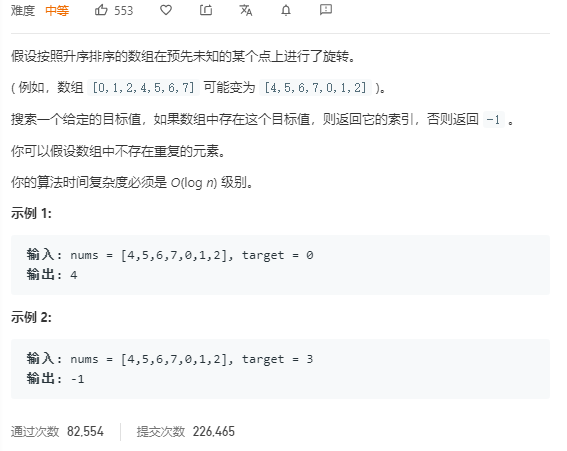 难度 中等 553
假设按照升序排序的数组在预先未知的某个点上进行了旋转。
( 例如，数组 [0,1,2,4,5,6,7] 可能变为 [4,5,6,7,0,1,2] )。
搜索一个给定的目标值，如果数组中存在这个目标值，则返回它的索引，否则返回 -1 。
你可以假设数组中不存在重复的元素。
你的算法时间复杂度必须是 O(log n) 级别。
示例 1:
输入: nums = [4,5,6,7,0,1,2], target = 0
输出: 4
示例 2:
输入: nums = [4,5,6,7,0,1,2], target = 3
输出: -1
通过次数 82,554 提交次数 226,465